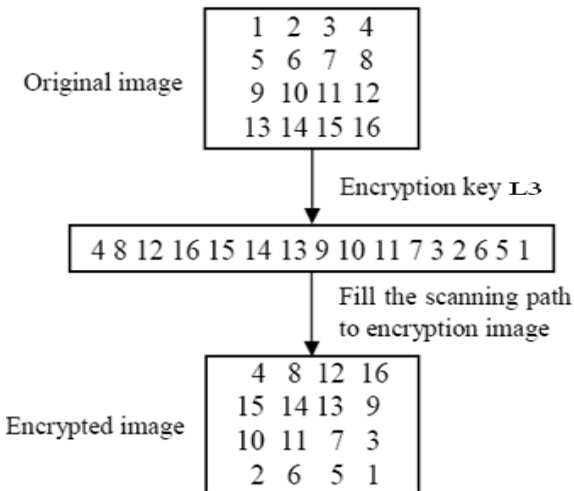 1 2 3 4
5 6 7 8
9 10 11 12
13 14 15 16
Original image
Encryption key L3
4 8 12 16 15 14 13 9 10 11 7 3 2 6 5 1
Fill the scanning path
to encryption image
4 8 12 16
15 14 13 9
10 11 7 3
2 6 5 1
Encrypted image